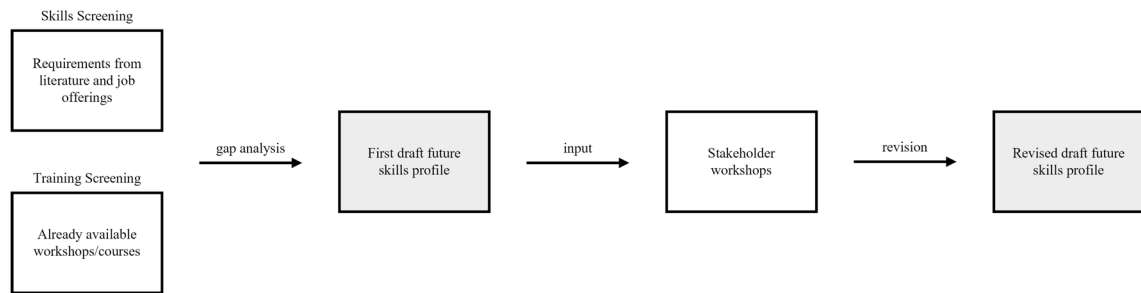 Skills Screening
Requirements from
literature and job
offerings
Training Screening
Already available
workshops/courses
gap analysis
First draft future
skills profile
input
Stakeholder
workshops
revision
Revised draft future
skills profile